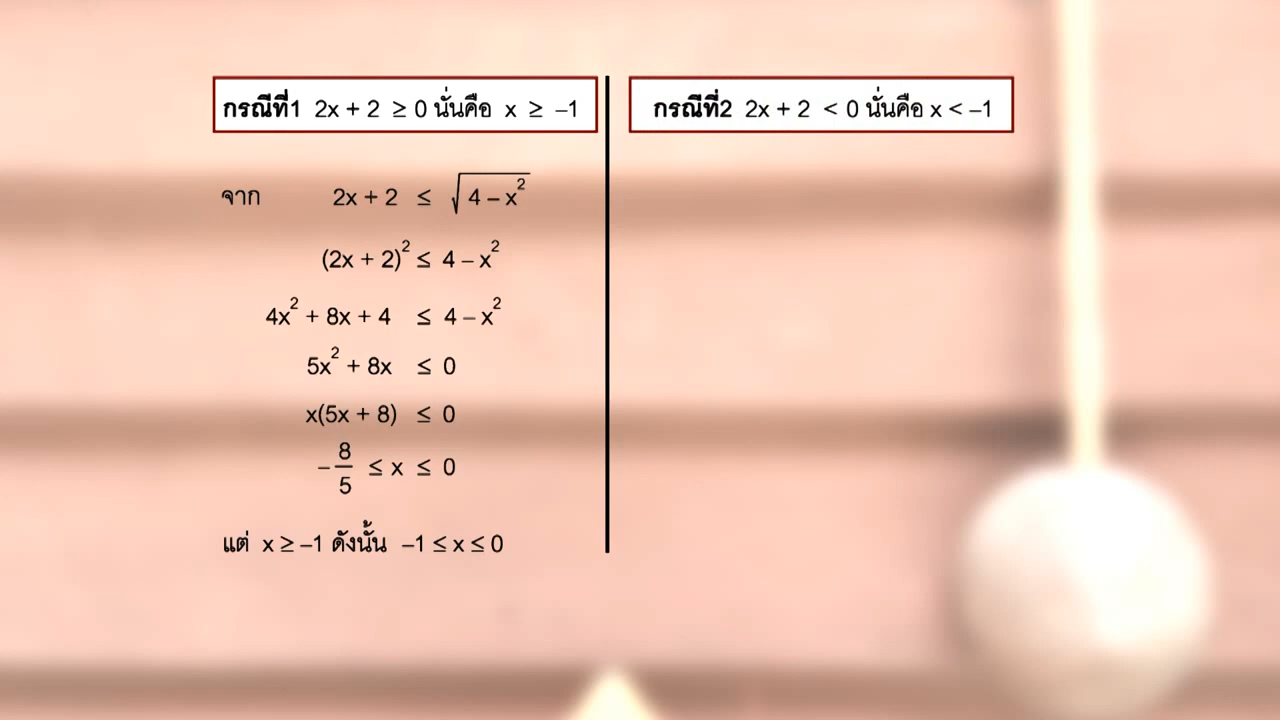 กรณีที่1 2x + 2 ≥ 0 นั่นคือ x ≥ –1
จาก 2x + 2 ≤ √(4 – x²)
(2x + 2)² ≤ 4 – x²
4x² + 8x + 4 ≤ 4 – x²
5x² + 8x ≤ 0
x(5x + 8) ≤ 0
–8/5 ≤ x ≤ 0
แต่ x ≥ –1 ดังนั้น –1 ≤ x ≤ 0
กรณีที่2 2x + 2 < 0 นั่นคือ x < –1